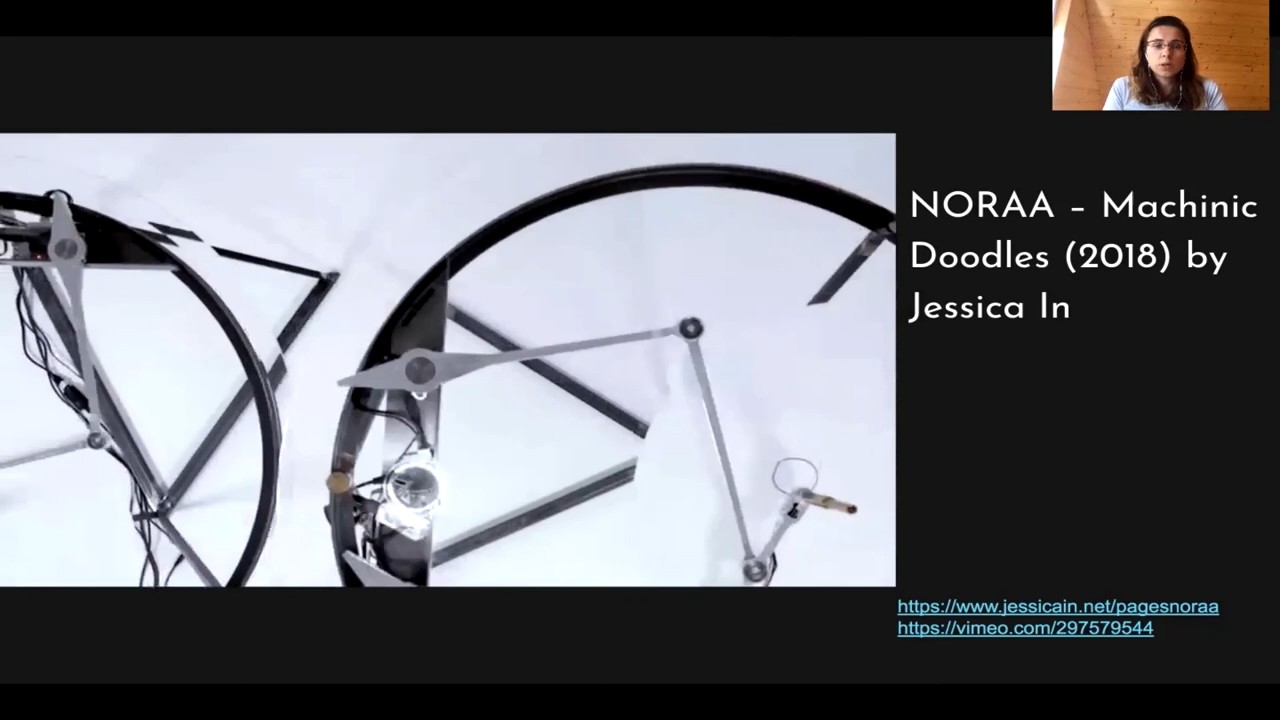 NORAA – Machinic
Doodles (2018) by
Jessica In
https://www.jessicain.net/pagesnoraa
https://vimeo.com/297579544